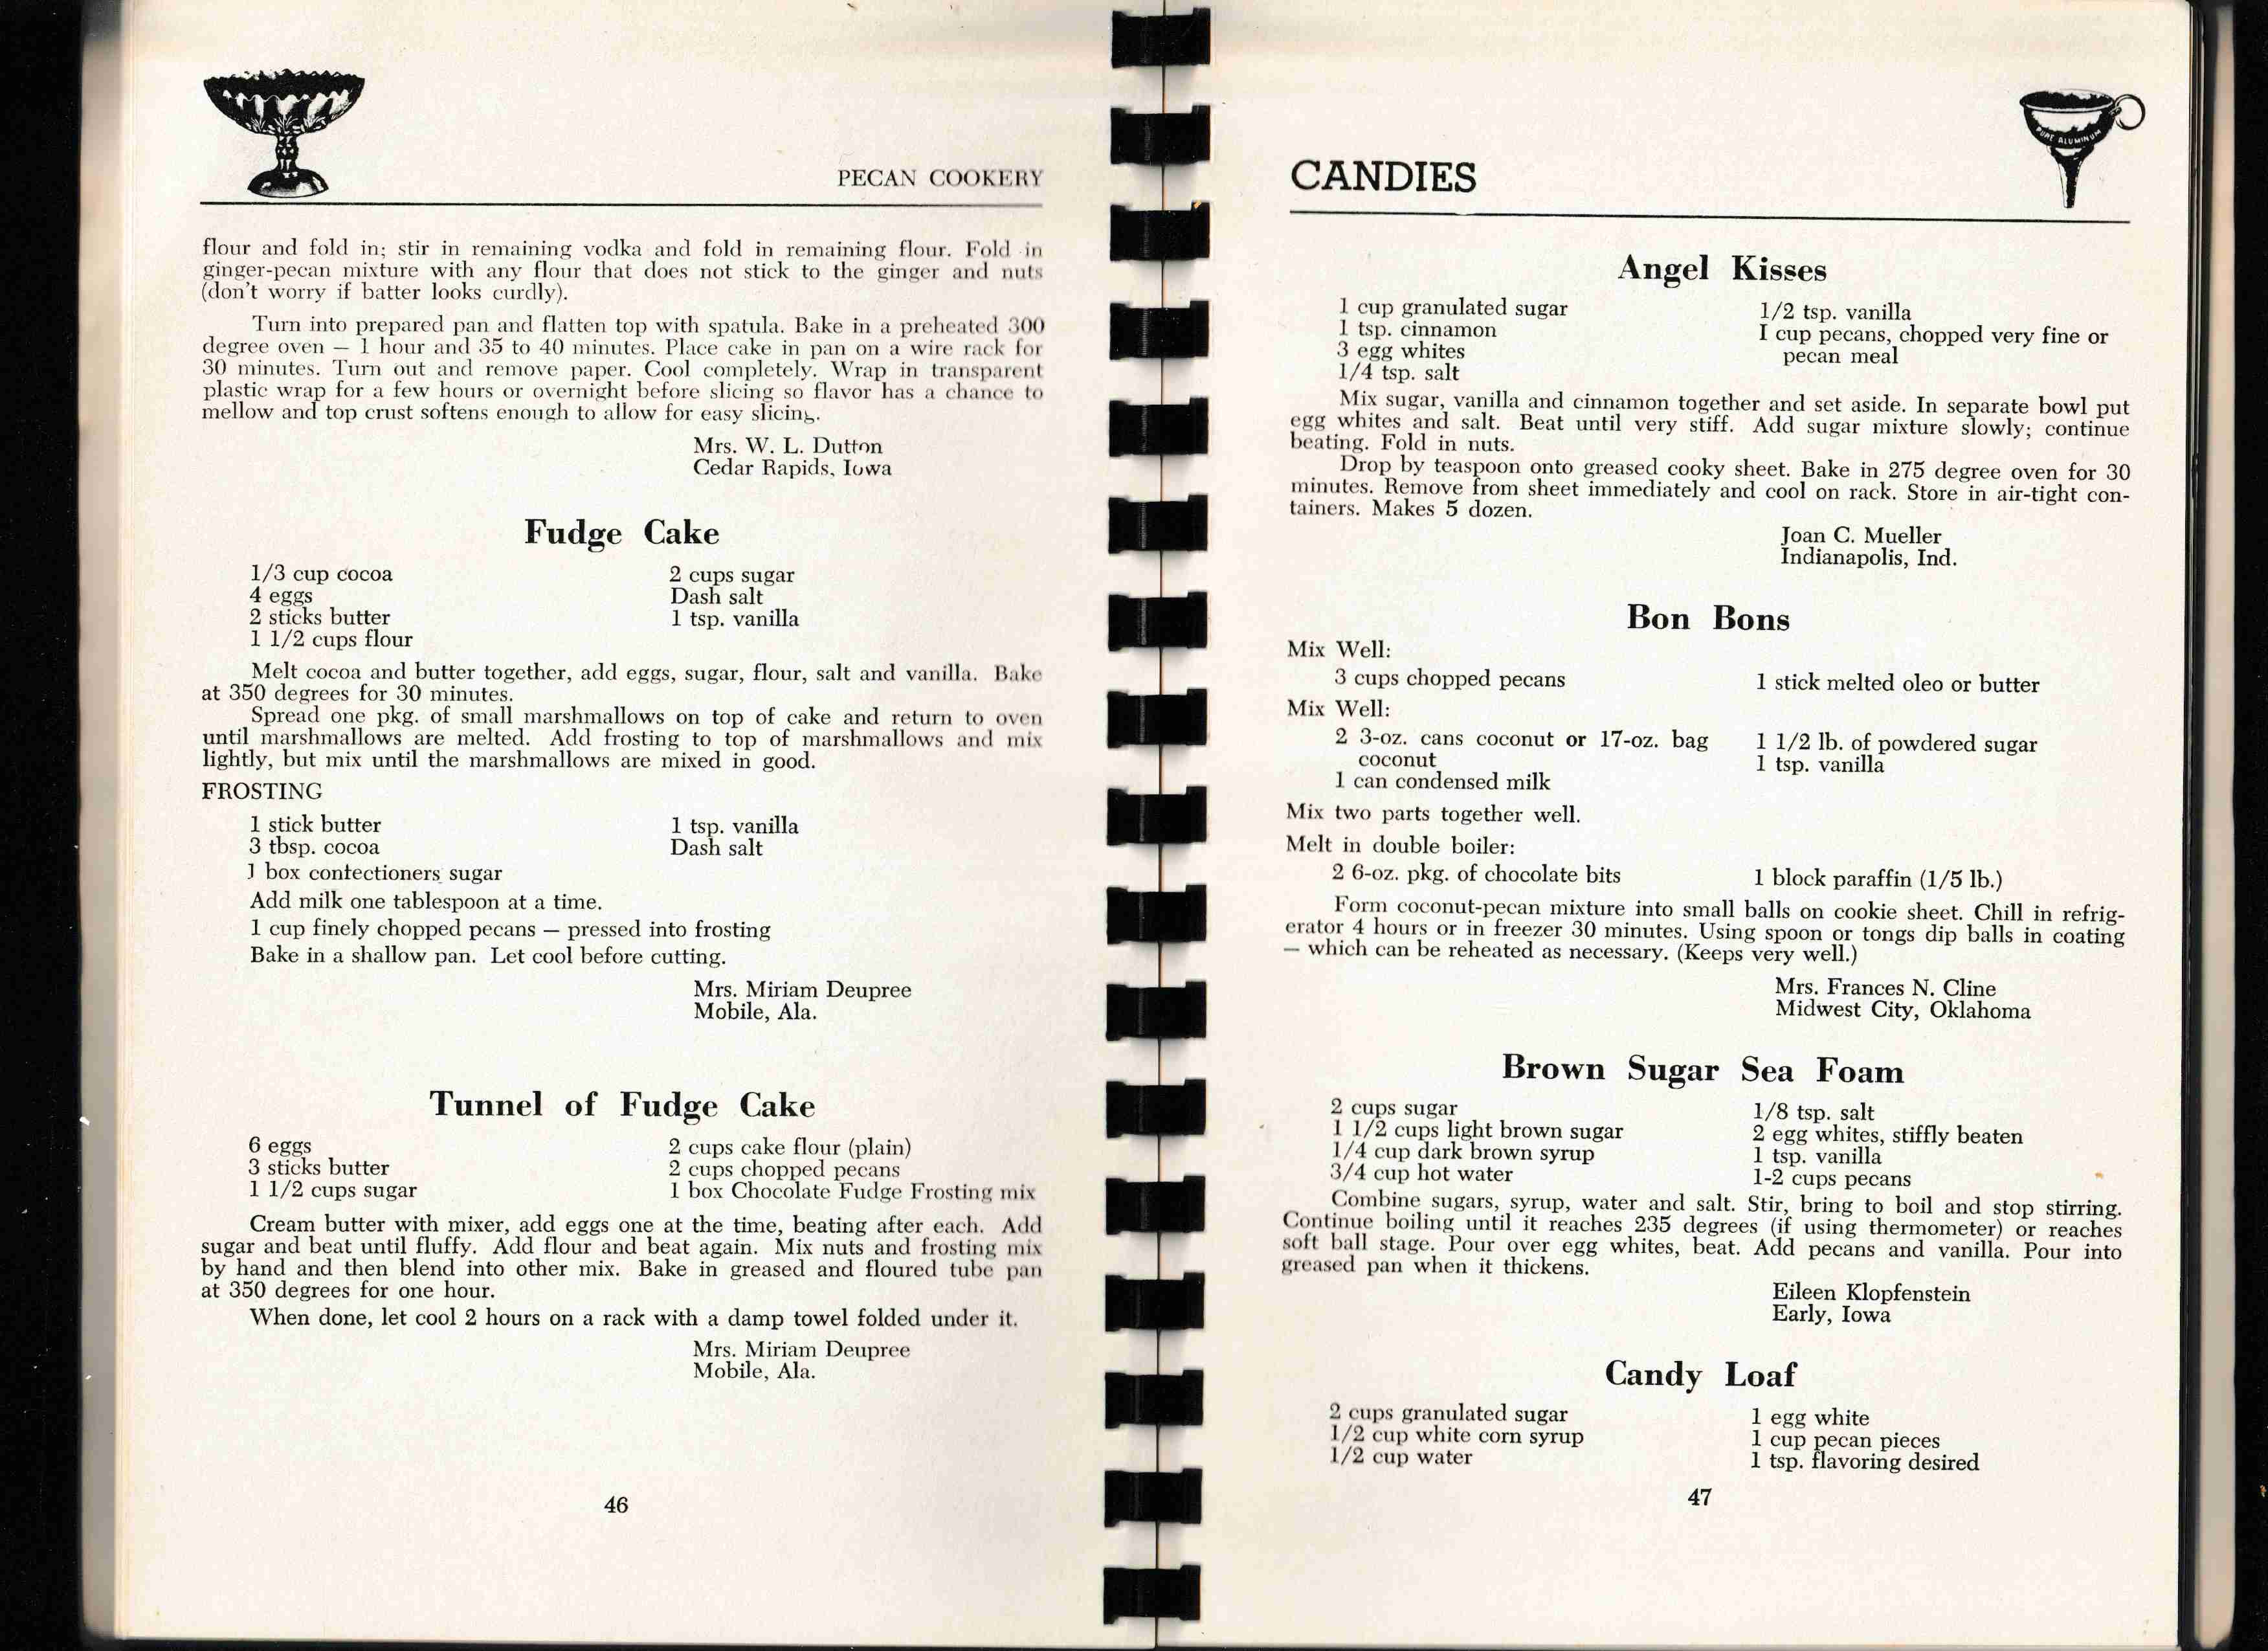 PECAN COOKERY
flour and fold in; stir in remaining vodka and fold in remaining flour. Fold in
ginger-pecan mixture with any flour that does not stick to the ginger and nuts
(don't worry if batter looks curdly).
Turn into prepared pan and flatten top with spatula. Bake in a preheated 300
degree oven — 1 hour and 35 to 40 minutes. Place cake in pan on a wire rack for
30 minutes. Turn out and remove paper. Cool completely. Wrap in transparent
plastic wrap for a few hours or overnight before slicing so flavor has a chance to
mellow and top crust softens enough to allow for easy slicing.
Mrs. W. L. Dutton
Cedar Rapids, Iowa
Fudge Cake
1/3 cup cocoa
4 eggs
2 sticks butter
1 1/2 cups flour
2 cups sugar
Dash salt
1 tsp. vanilla
Melt cocoa and butter together, add eggs, sugar, flour, salt and vanilla. Bake
at 350 degrees for 30 minutes.
Spread one pkg. of small marshmallows on top of cake and return to oven
until marshmallows are melted. Add frosting to top of marshmallows and mix
lightly, but mix until the marshmallows are mixed in good.
FROSTING
1 stick butter
3 tbsp. cocoa
1 box confectioners sugar
1 tsp. vanilla
Dash salt
Add milk one tablespoon at a time.
1 cup finely chopped pecans — pressed into frosting
Bake in a shallow pan. Let cool before cutting.
Mrs. Miriam Deupree
Mobile, Ala.
Tunnel of Fudge Cake
6 eggs
3 sticks butter
1 1/2 cups sugar
2 cups cake flour (plain)
2 cups chopped pecans
1 box Chocolate Fudge Frosting mix
Cream butter with mixer, add eggs one at the time, beating after each. Add
sugar and beat until fluffy. Add flour and beat again. Mix nuts and frosting mix
by hand and then blend into other mix. Bake in greased and floured tube pan
at 350 degrees for one hour.
When done, let cool 2 hours on a rack with a damp towel folded under it.
Mrs. Miriam Deupree
Mobile, Ala.
46
CANDIES
PURE ALUMINUM
Angel Kisses
1 cup granulated sugar
1 tsp. cinnamon
3 egg whites
1/4 tsp. salt
1/2 tsp. vanilla
I cup pecans, chopped very fine or
pecan meal
Mix sugar, vanilla and cinnamon together and set aside. In separate bowl put
egg whites and salt. Beat until very stiff. Add sugar mixture slowly; continue
beating. Fold in nuts.
Drop by teaspoon onto greased cooky sheet. Bake in 275 degree oven for 30
minutes. Remove from sheet immediately and cool on rack. Store in air-tight con-
tainers. Makes 5 dozen.
Joan C. Mueller
Indianapolis, Ind.
Bon Bons
Mix Well:
3 cups chopped pecans
1 stick melted oleo or butter
Mix Well:
2 3-oz. cans coconut or 17-oz. bag
coconut
1 can condensed milk
1 1/2 lb. of powdered sugar
1 tsp. vanilla
Mix two parts together well.
Melt in double boiler:
2 6-oz. pkg. of chocolate bits
1 block paraffin (1/5 lb.)
Form coconut-pecan mixture into small balls on cookie sheet. Chill in refrig-
erator 4 hours or in freezer 30 minutes. Using spoon or tongs dip balls in coating
— which can be reheated as necessary. (Keeps very well.)
Mrs. Frances N. Cline
Midwest City, Oklahoma
Brown Sugar Sea Foam
2 cups sugar
1 1/2 cups light brown sugar
1/4 cup dark brown syrup
3/4 cup hot water
1/8 tsp. salt
2 egg whites, stiffly beaten
1 tsp. vanilla
1-2 cups pecans
Combine sugars, syrup, water and salt. Stir, bring to boil and stop stirring.
Continue boiling until it reaches 235 degrees (if using thermometer) or reaches
soft ball stage. Pour over egg whites, beat. Add pecans and vanilla. Pour into
greased pan when it thickens.
Eileen Klopfenstein
Early, Iowa
Candy Loaf
2 cups granulated sugar
1/2 cup white corn syrup
1/2 cup water
1 egg white
1 cup pecan pieces
1 tsp. flavoring desired
47